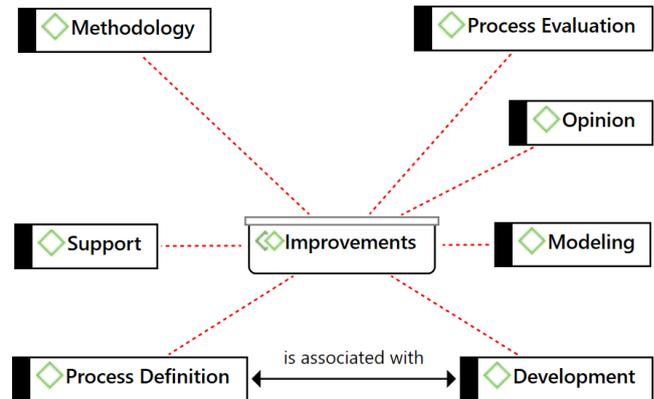 Methodology
Process Evaluation
Opinion
Support
Improvements
Modeling
is associated with
Process Definition
Development